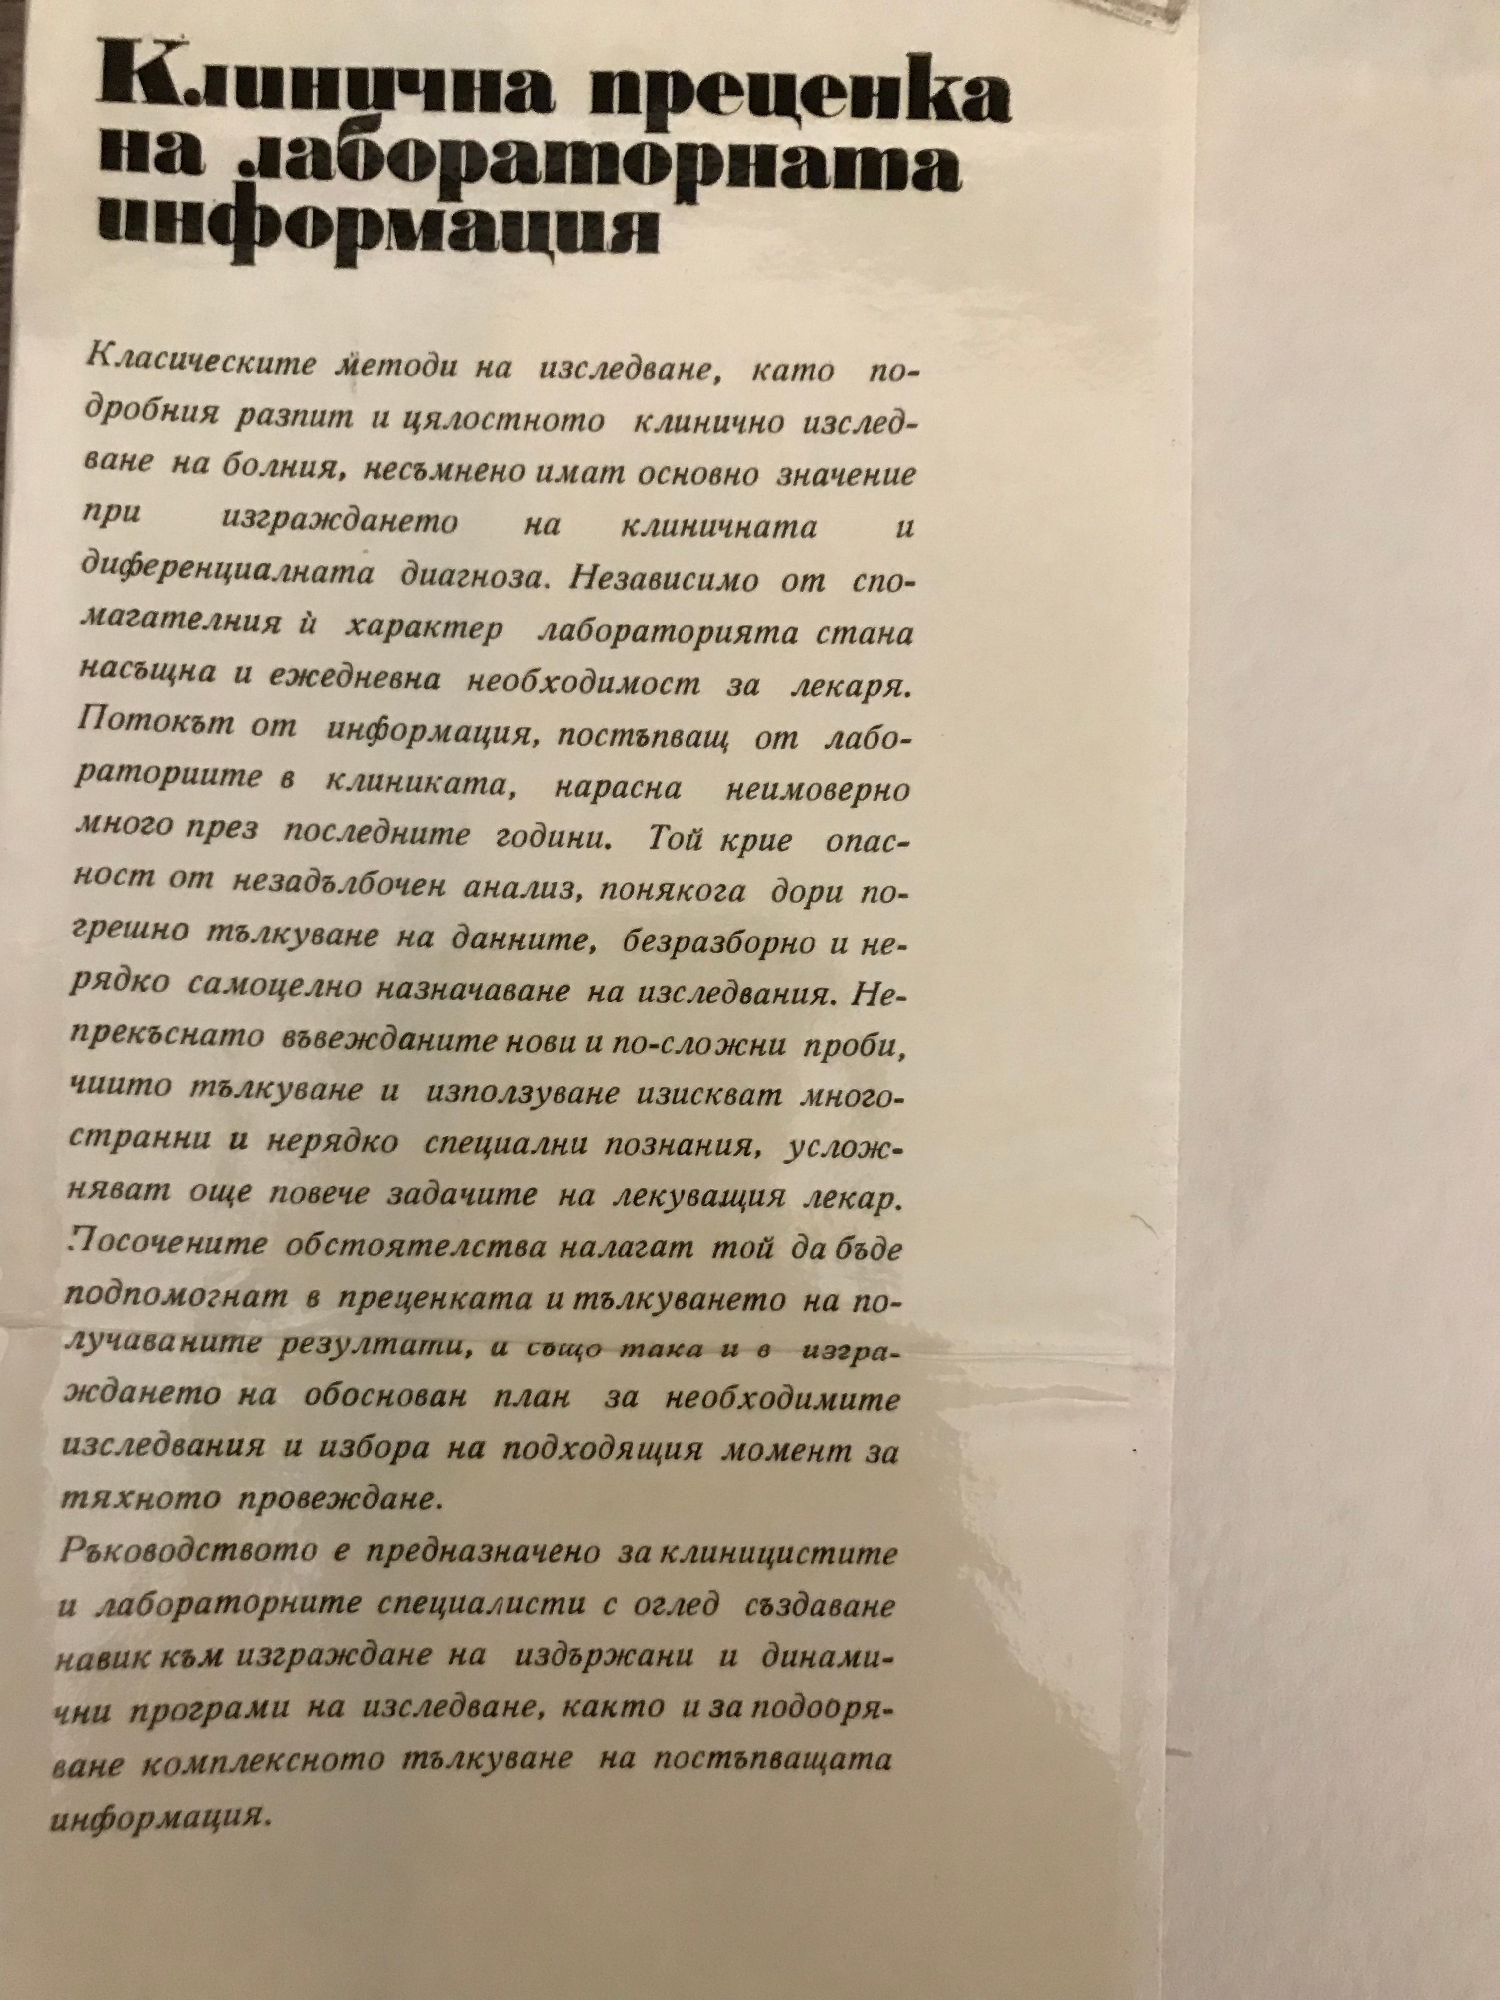 Клинична преценка
на лабораторната
информация
Класическите методи на изследване, като по-
дробния разпит и цялостното клинично изслед-
ване на болния, несъмнено имат основно значение
при изграждането на клиничната и
диференциалната диагноза. Независимо от спо-
магателния ѝ характер лабораторията стана
насъщна и ежедневна необходимост за лекаря.
Потокът от информация, постъпващ от лабо-
раториите в клиниката, нарасна неимоверно
много през последните години. Той крие опас-
ност от незадълбочен анализ, понякога дори по-
грешно тълкуване на данните, безразборно и не-
рядко самоцелно назначаване на изследвания. Не-
прекъснато въвежданите нови и по-сложни проби,
чиито тълкуване и използуване изискват много-
странни и нерядко специални познания, услож-
няват още повече задачите на лекуващия лекар.
Посочените обстоятелства налагат той да бъде
подпомогнат в преценката и тълкуването на по-
лучаваните резултати, а също така и в изгра-
ждането на обоснован план за необходимите
изследвания и избора на подходящия момент за
тяхното провеждане.
Ръководството е предназначено за клиницистите
и лабораторните специалисти с оглед създаване
навик към изграждане на издържани и динами-
чни програми на изследване, както и за подооря-
ване комплексното тълкуване на постъпващата
информация.